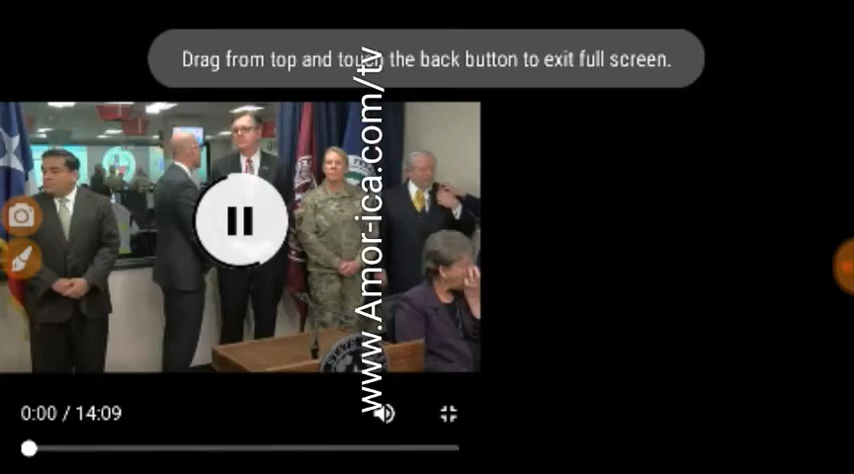 Drag from top and touch the back button to exit full screen.
www.Amor-ica.com/tv
0:00 / 14:09